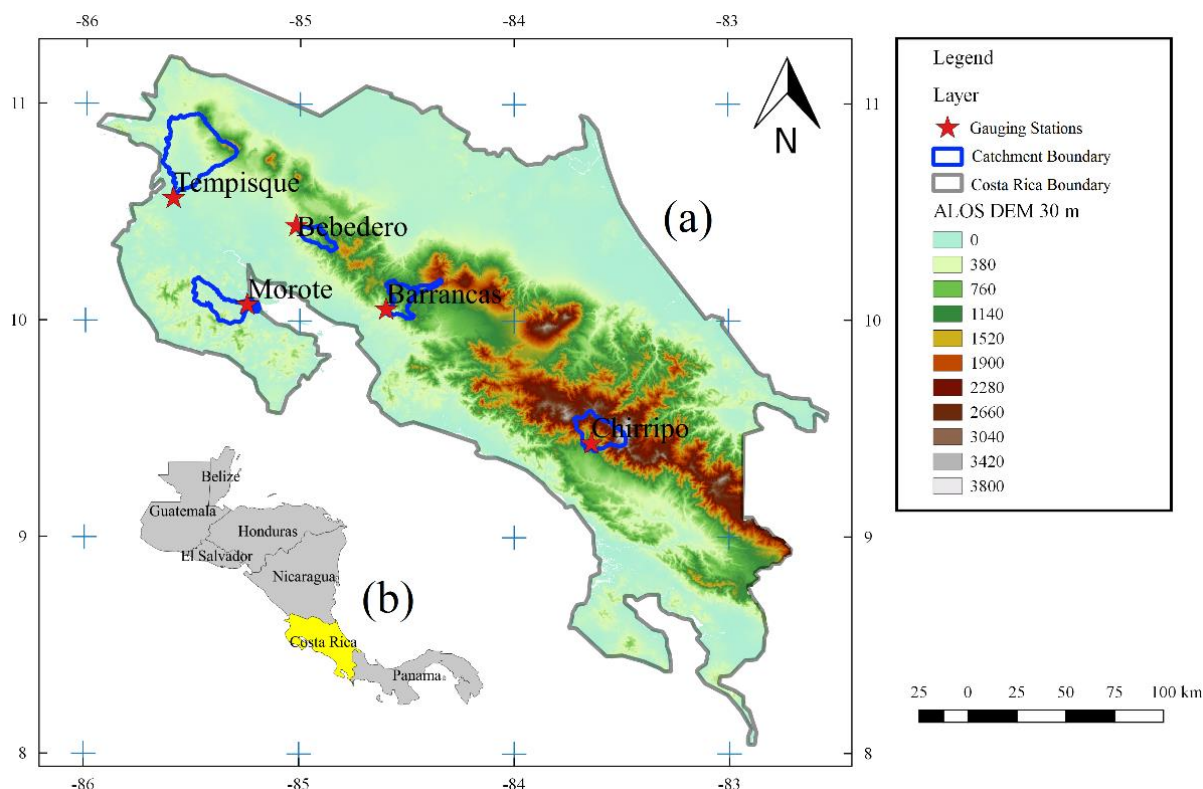 -86
-85
-84
-83
11
11
Tempisque
Bebedero
(a)
Morote
Barrancas
10
10
Chirripo
9
9
8
8
-86
-85
-84
-83
N
Belize
Guatemala
Honduras
El Salvador
Nicaragua
(b)
Costa Rica
Panama
Legend
Layer
Gauging Stations
Catchment Boundary
Costa Rica Boundary
ALOS DEM 30 m
0
380
760
1140
1520
1900
2280
2660
3040
3420
3800
25 0 25 50 75 100 km